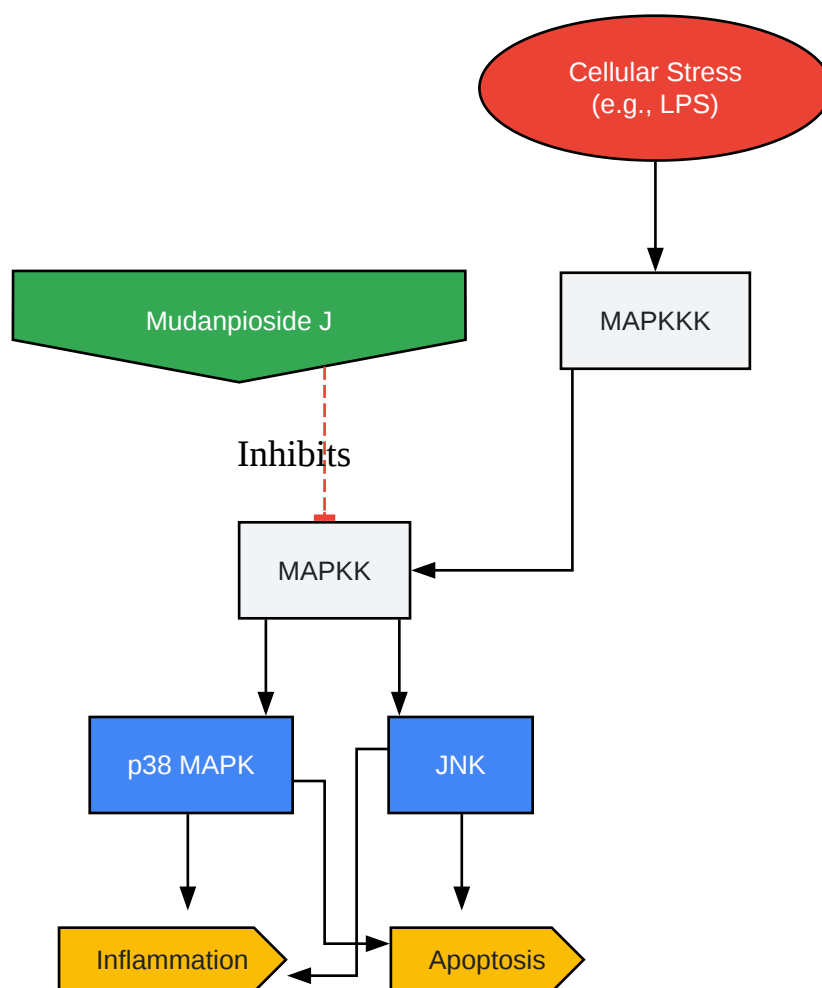 Cellular Stress
(e.g., LPS)
Mudanpioside J
MAPKKK
Inhibits
MAPKK
p38 MAPK
JNK
Inflammation
Apoptosis